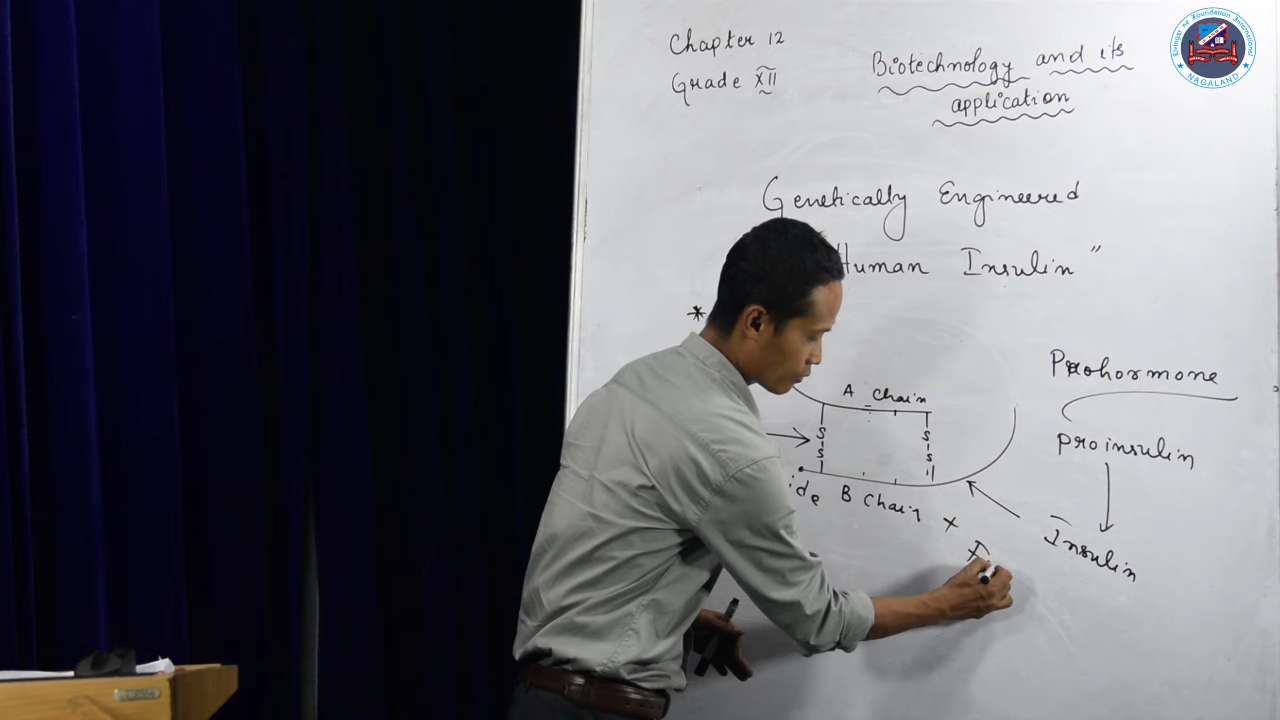 Chapter 12
Grade XII
Biotechnology and its
application
Genetically Engineered
Human Insulin"
*
A chain
S
S
S
S
B chain
Prohormone
Proinsulin
Insulin
NAGALAND